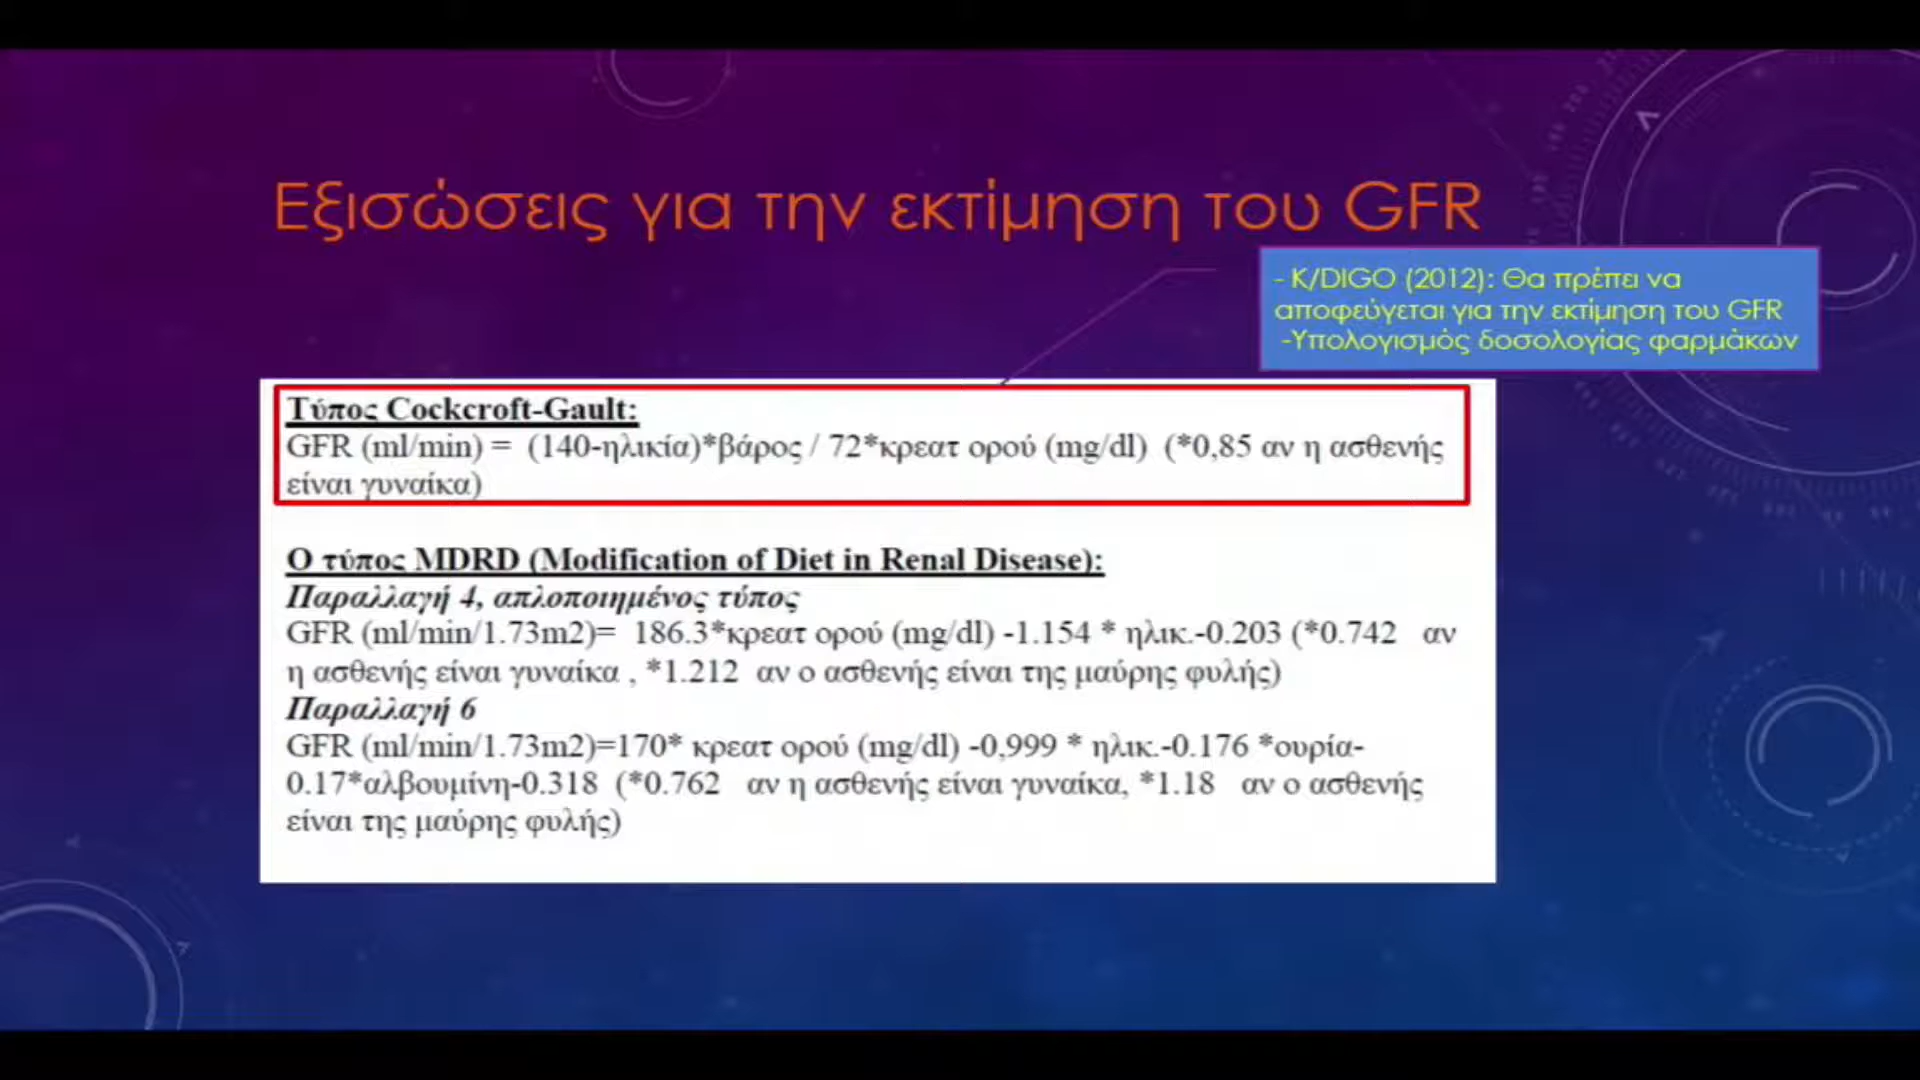 Εξισώσεις για την εκτίμηση του GFR
- K/DIGO (2012): Θα πρέπει να
αποφεύγεται για την εκτίμηση του GFR
-Υπολογισμός δοσολογίας φαρμάκων
Τύπος Cockcroft-Gault:
GFR (ml/min) = (140-ηλικία)*βάρος / 72*κρεατ ορού (mg/dl) (*0,85 αν η ασθενής
είναι γυναίκα)
Ο τύπος MDRD (Modification of Diet in Renal Disease):
Παραλλαγή 4, απλοποιημένος τύπος
GFR (ml/min/1.73m2)= 186.3*κρεατ ορού (mg/dl) -1.154 * ηλικ.-0.203 (*0.742 αν
η ασθενής είναι γυναίκα , *1.212 αν ο ασθενής είναι της μαύρης φυλής)
Παραλλαγή 6
GFR (ml/min/1.73m2)=170* κρεατ ορού (mg/dl) -0,999 * ηλικ.-0.176 *ουρία-
0.17*αλβουμίνη-0.318 (*0.762 αν η ασθενής είναι γυναίκα, *1.18 αν ο ασθενής
είναι της μαύρης φυλής)